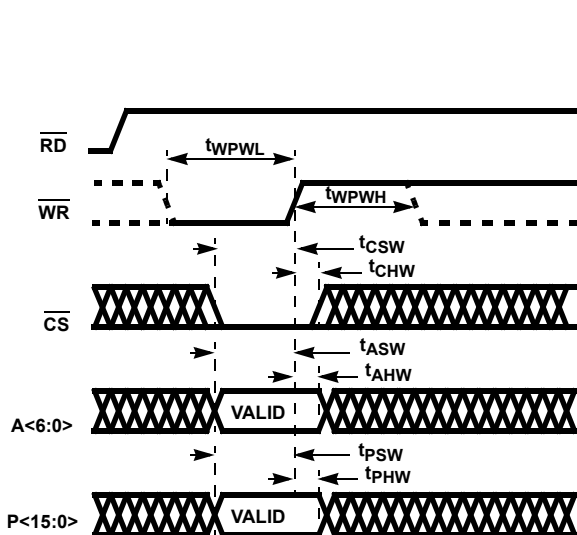 RD
tWPWL
WR
tWPWH
tCSW
tCHW
CS
tASW
tAHW
A<6:0>
VALID
tPSW
tPHW
P<15:0>
VALID